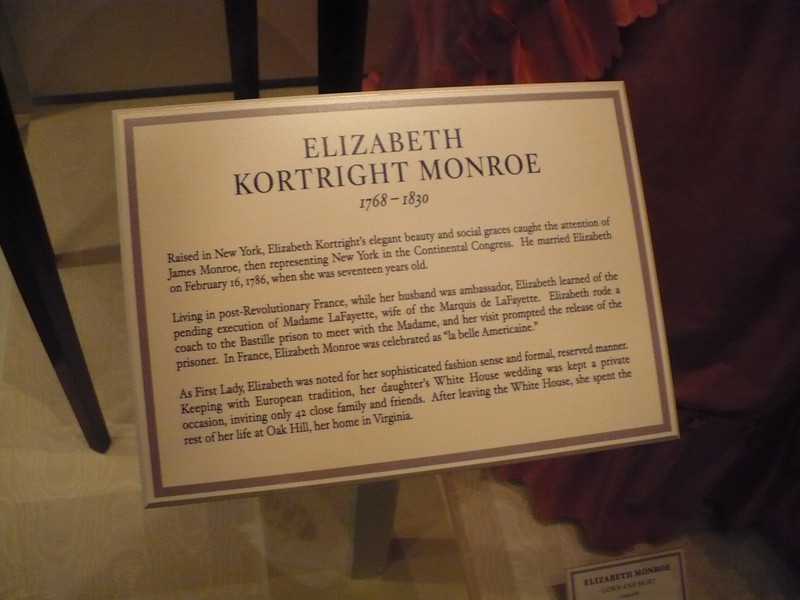 ELIZABETH
KORTRIGHT MONROE
1768–1830
Raised in New York, Elizabeth Kortright's elegant beauty and social graces caught the attention of
James Monroe, then representing New York in the Continental Congress. He married Elizabeth
on February 16, 1786, when she was seventeen years old.
Living in post-Revolutionary France, while her husband was ambassador, Elizabeth learned of the
pending execution of Madame LaFayette, wife of the Marquis de LaFayette. Elizabeth rode a
coach to the Bastille prison to meet with the Madame, and her visit prompted the release of the
prisoner. In France, Elizabeth Monroe was celebrated as "la belle Americaine."
As First Lady, Elizabeth was noted for her sophisticated fashion sense and formal, reserved manner.
Keeping with European tradition, her daughter's White House wedding was kept a private
occasion, inviting only 42 close family and friends. After leaving the White House, she spent the
rest of her life at Oak Hill, her home in Virginia.
ELIZABETH MONROE